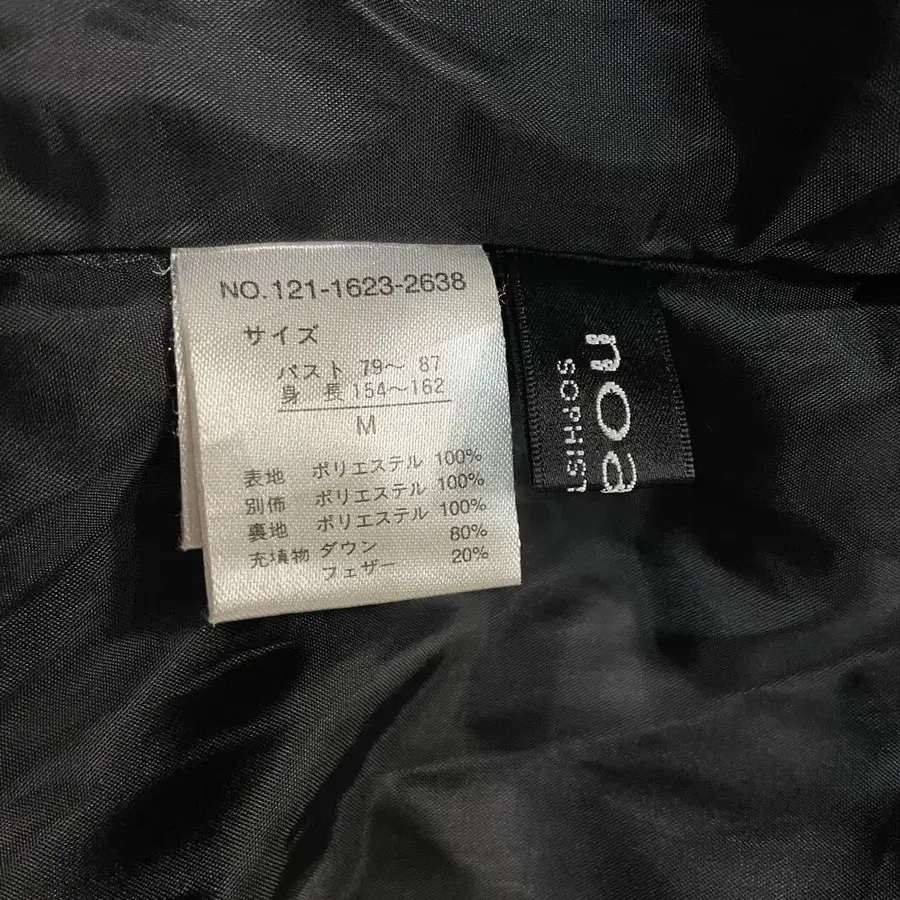 NO.121-1623-2638
サイズ
バスト 79〜 87
身 長 154〜162
M
表地 ポリエステル 100%
別佈 ポリエステル 100%
裏地 ポリエステル 100%
充填物 ダウン 80%
フェザー 20%
noa
SOPHIST